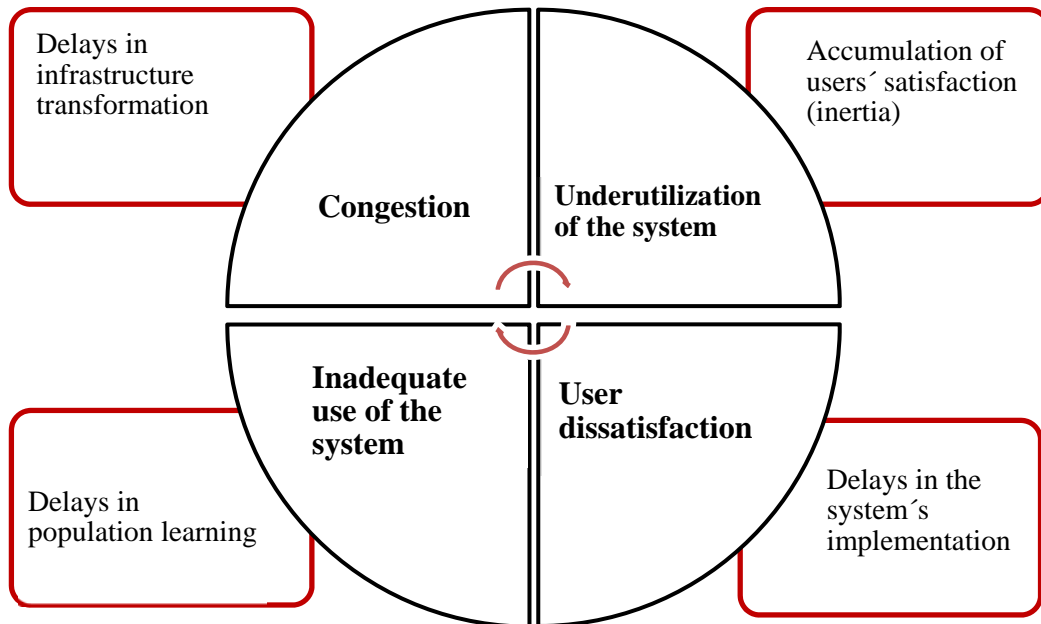 Delays in
infrastructure
transformation
Accumulation of
users´ satisfaction
(inertia)
Congestion
Underutilization
of the system
Inadequate
use of the
system
User
dissatisfaction
Delays in
population learning
Delays in the
system´s
implementation